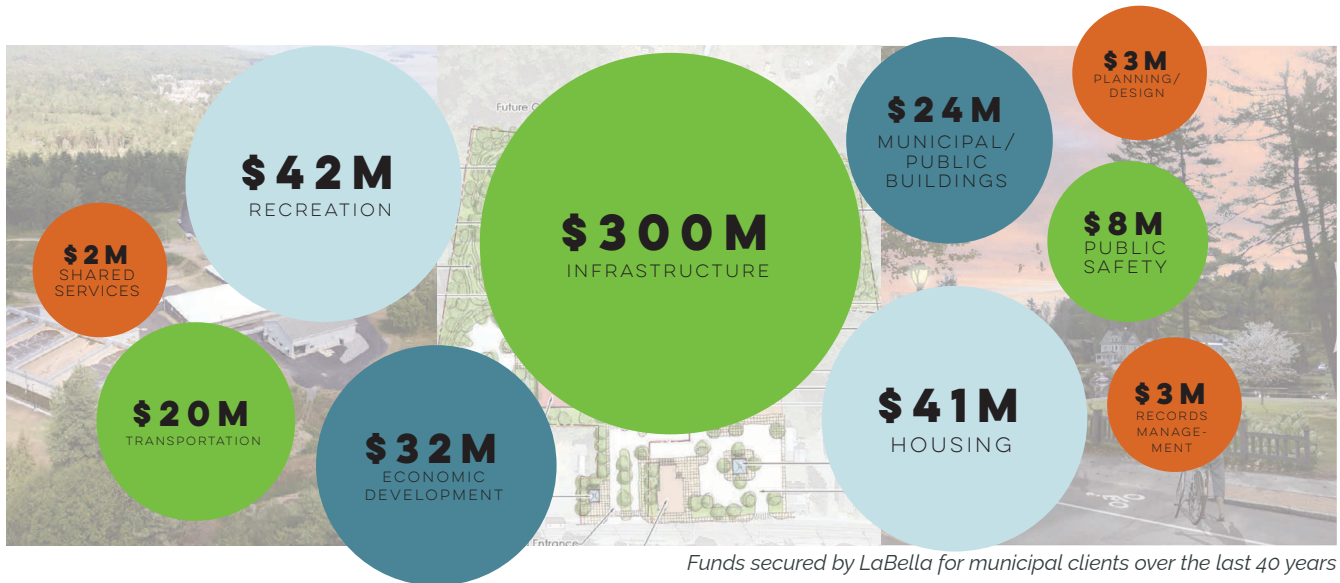 $42M
RECREATION
$2M
SHARED
SERVICES
$20M
TRANSPORTATION
$32M
ECONOMIC
DEVELOPMENT
Future
$300M
INFRASTRUCTURE
Entrance
$24M
MUNICIPAL/
PUBLIC
BUILDINGS
$3M
PLANNING/
DESIGN
$8M
PUBLIC
SAFETY
$41M
HOUSING
$3M
RECORDS
MANAGE-
MENT
Funds secured by LaBella for municipal clients over the last 40 years